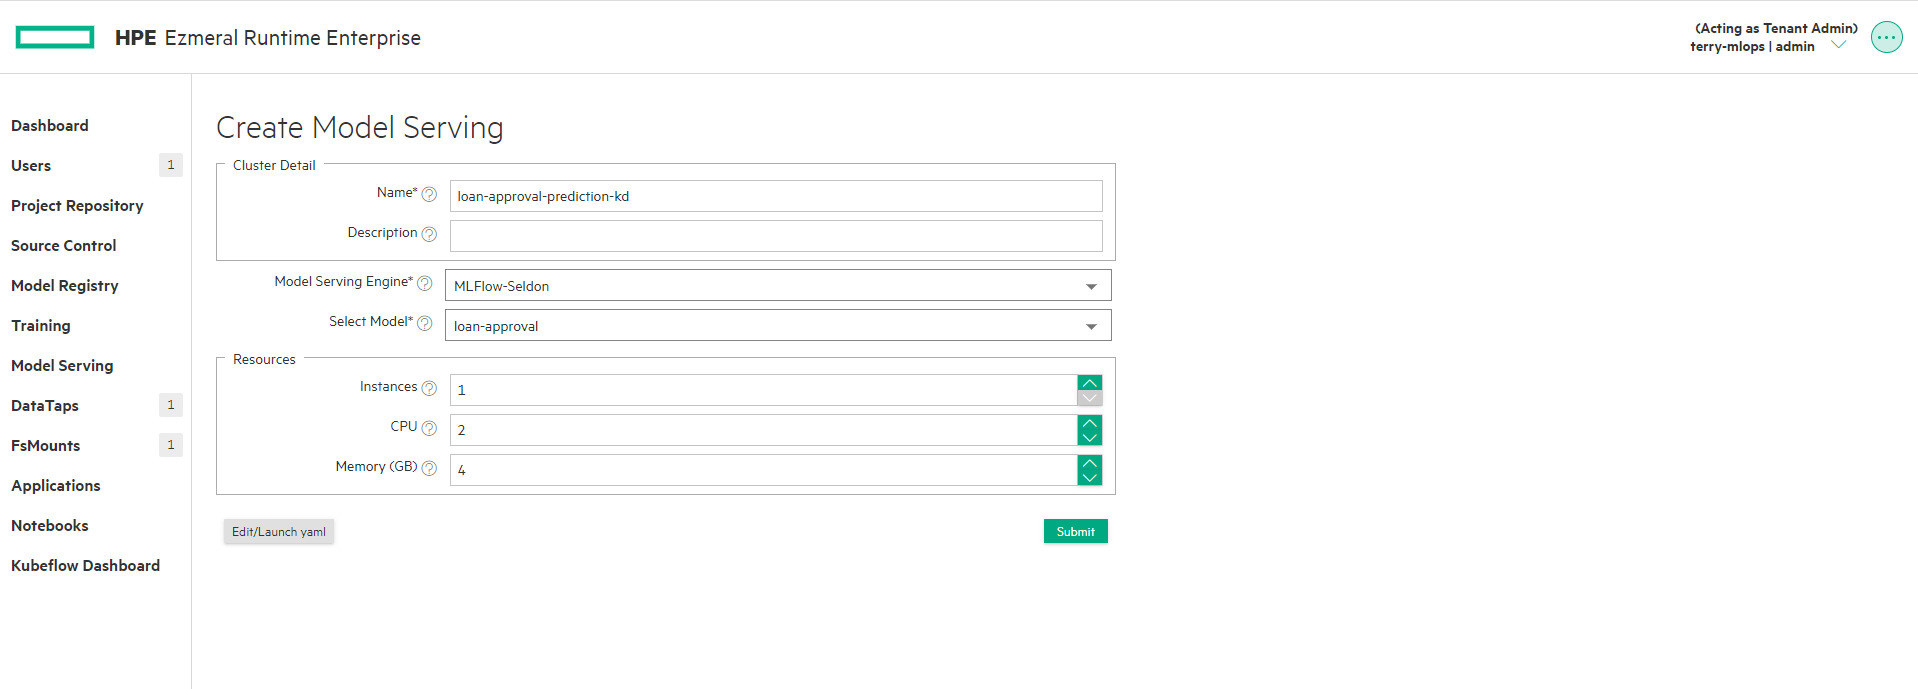 HPE Ezmeral Runtime Enterprise
(Acting as Tenant Admin)
terry-mlops | admin
Dashboard
Users 1
Project Repository
Source Control
Model Registry
Training
Model Serving
DataTaps 1
FsMounts 1
Applications
Notebooks
Kubeflow Dashboard
Create Model Serving
Cluster Detail
Name* ? loan-approval-prediction-kd
Description ?
Model Serving Engine* ? MLFlow-Seldon
Select Model* ? loan-approval
Resources
Instances ? 1
CPU ? 2
Memory (GB) ? 4
Edit/Launch yaml
Submit